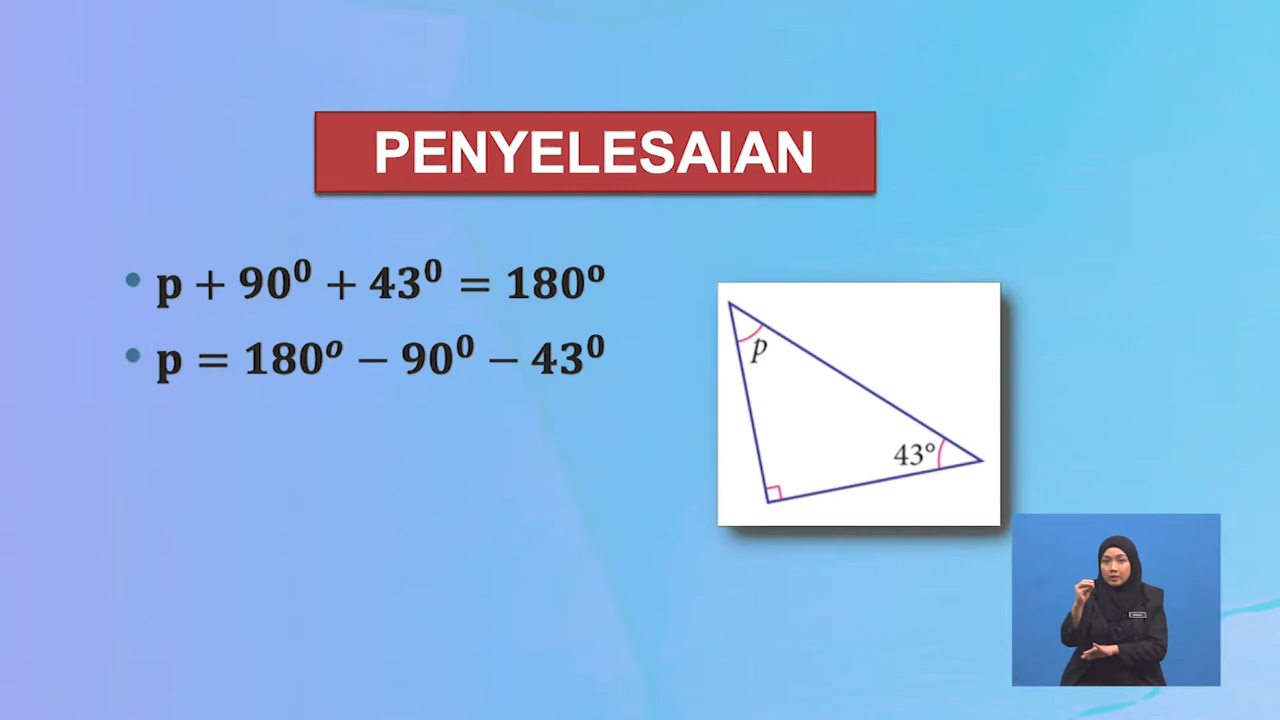 PENYELESAIAN
• p + 90⁰ + 43⁰ = 180ᵒ
• p = 180ᵒ − 90⁰ − 43⁰
p
43°